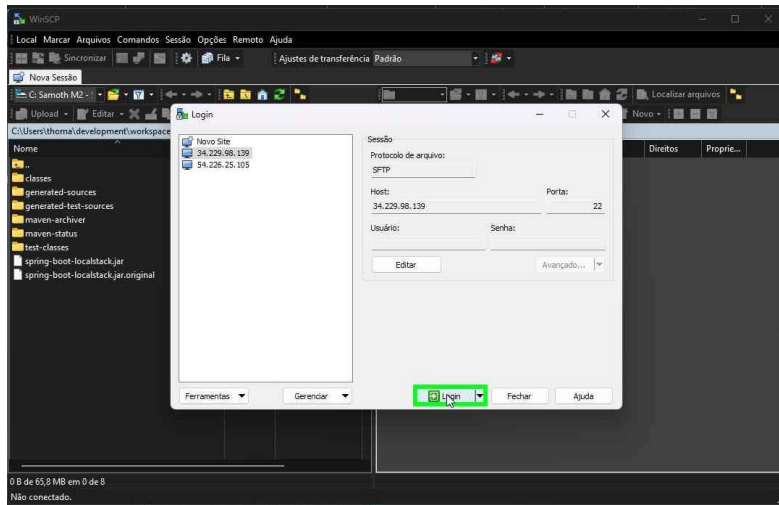 WinSCP
Local Marcar Arquivos Comandos Sessão Opções Remoto Ajuda
Sincronizar Fila Ajustes de transferência Padrão
Nova Sessão
C: Samoth M2 - Localizar arquivos
Upload Editar Novo
C:\Users\thoma\development\workspace
Nome Direitos Proprie...
..
classes
generated-sources
generated-test-sources
maven-archiver
maven-status
test-classes
spring-boot-localstack.jar
spring-boot-localstack.jar.original
Login
Novo Site
34.229.98.139
54.226.25.105
Sessão
Protocolo de arquivo:
SFTP
Host: Porta:
34.229.98.139 22
Usuário: Senha:
Editar Avançado...
Ferramentas Gerenciar Login Fechar Ajuda
0 B de 65,8 MB em 0 de 8
Não conectado.